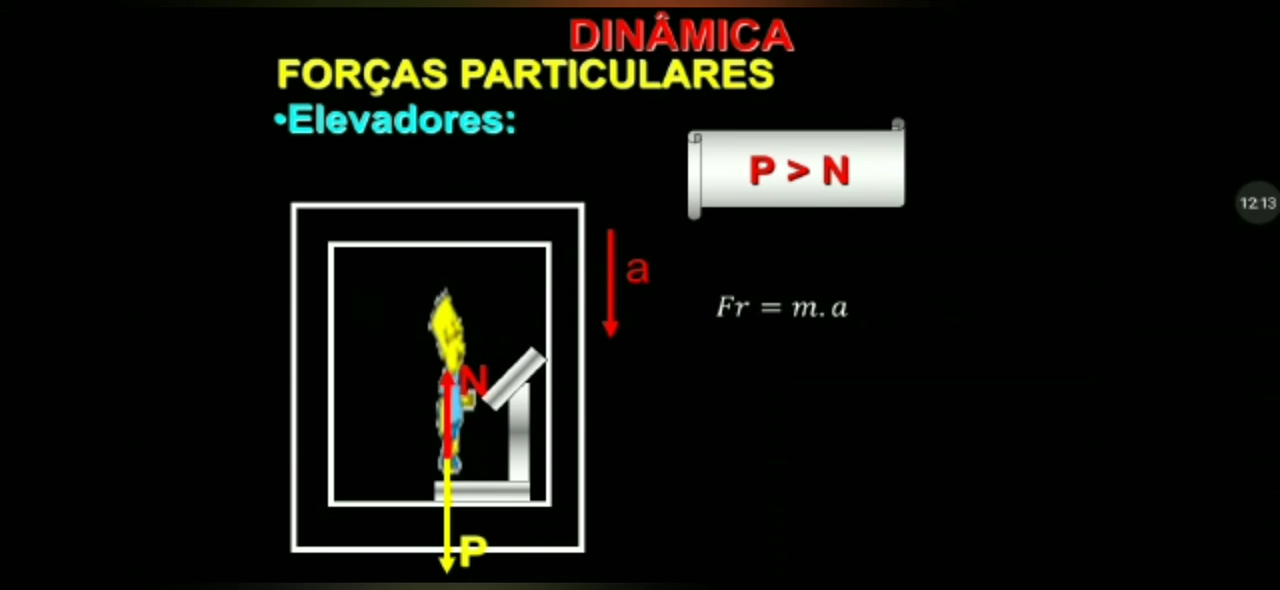 DINÂMICA
FORÇAS PARTICULARES
•Elevadores:
P > N
12:13
a
Fr = m. a
N
P